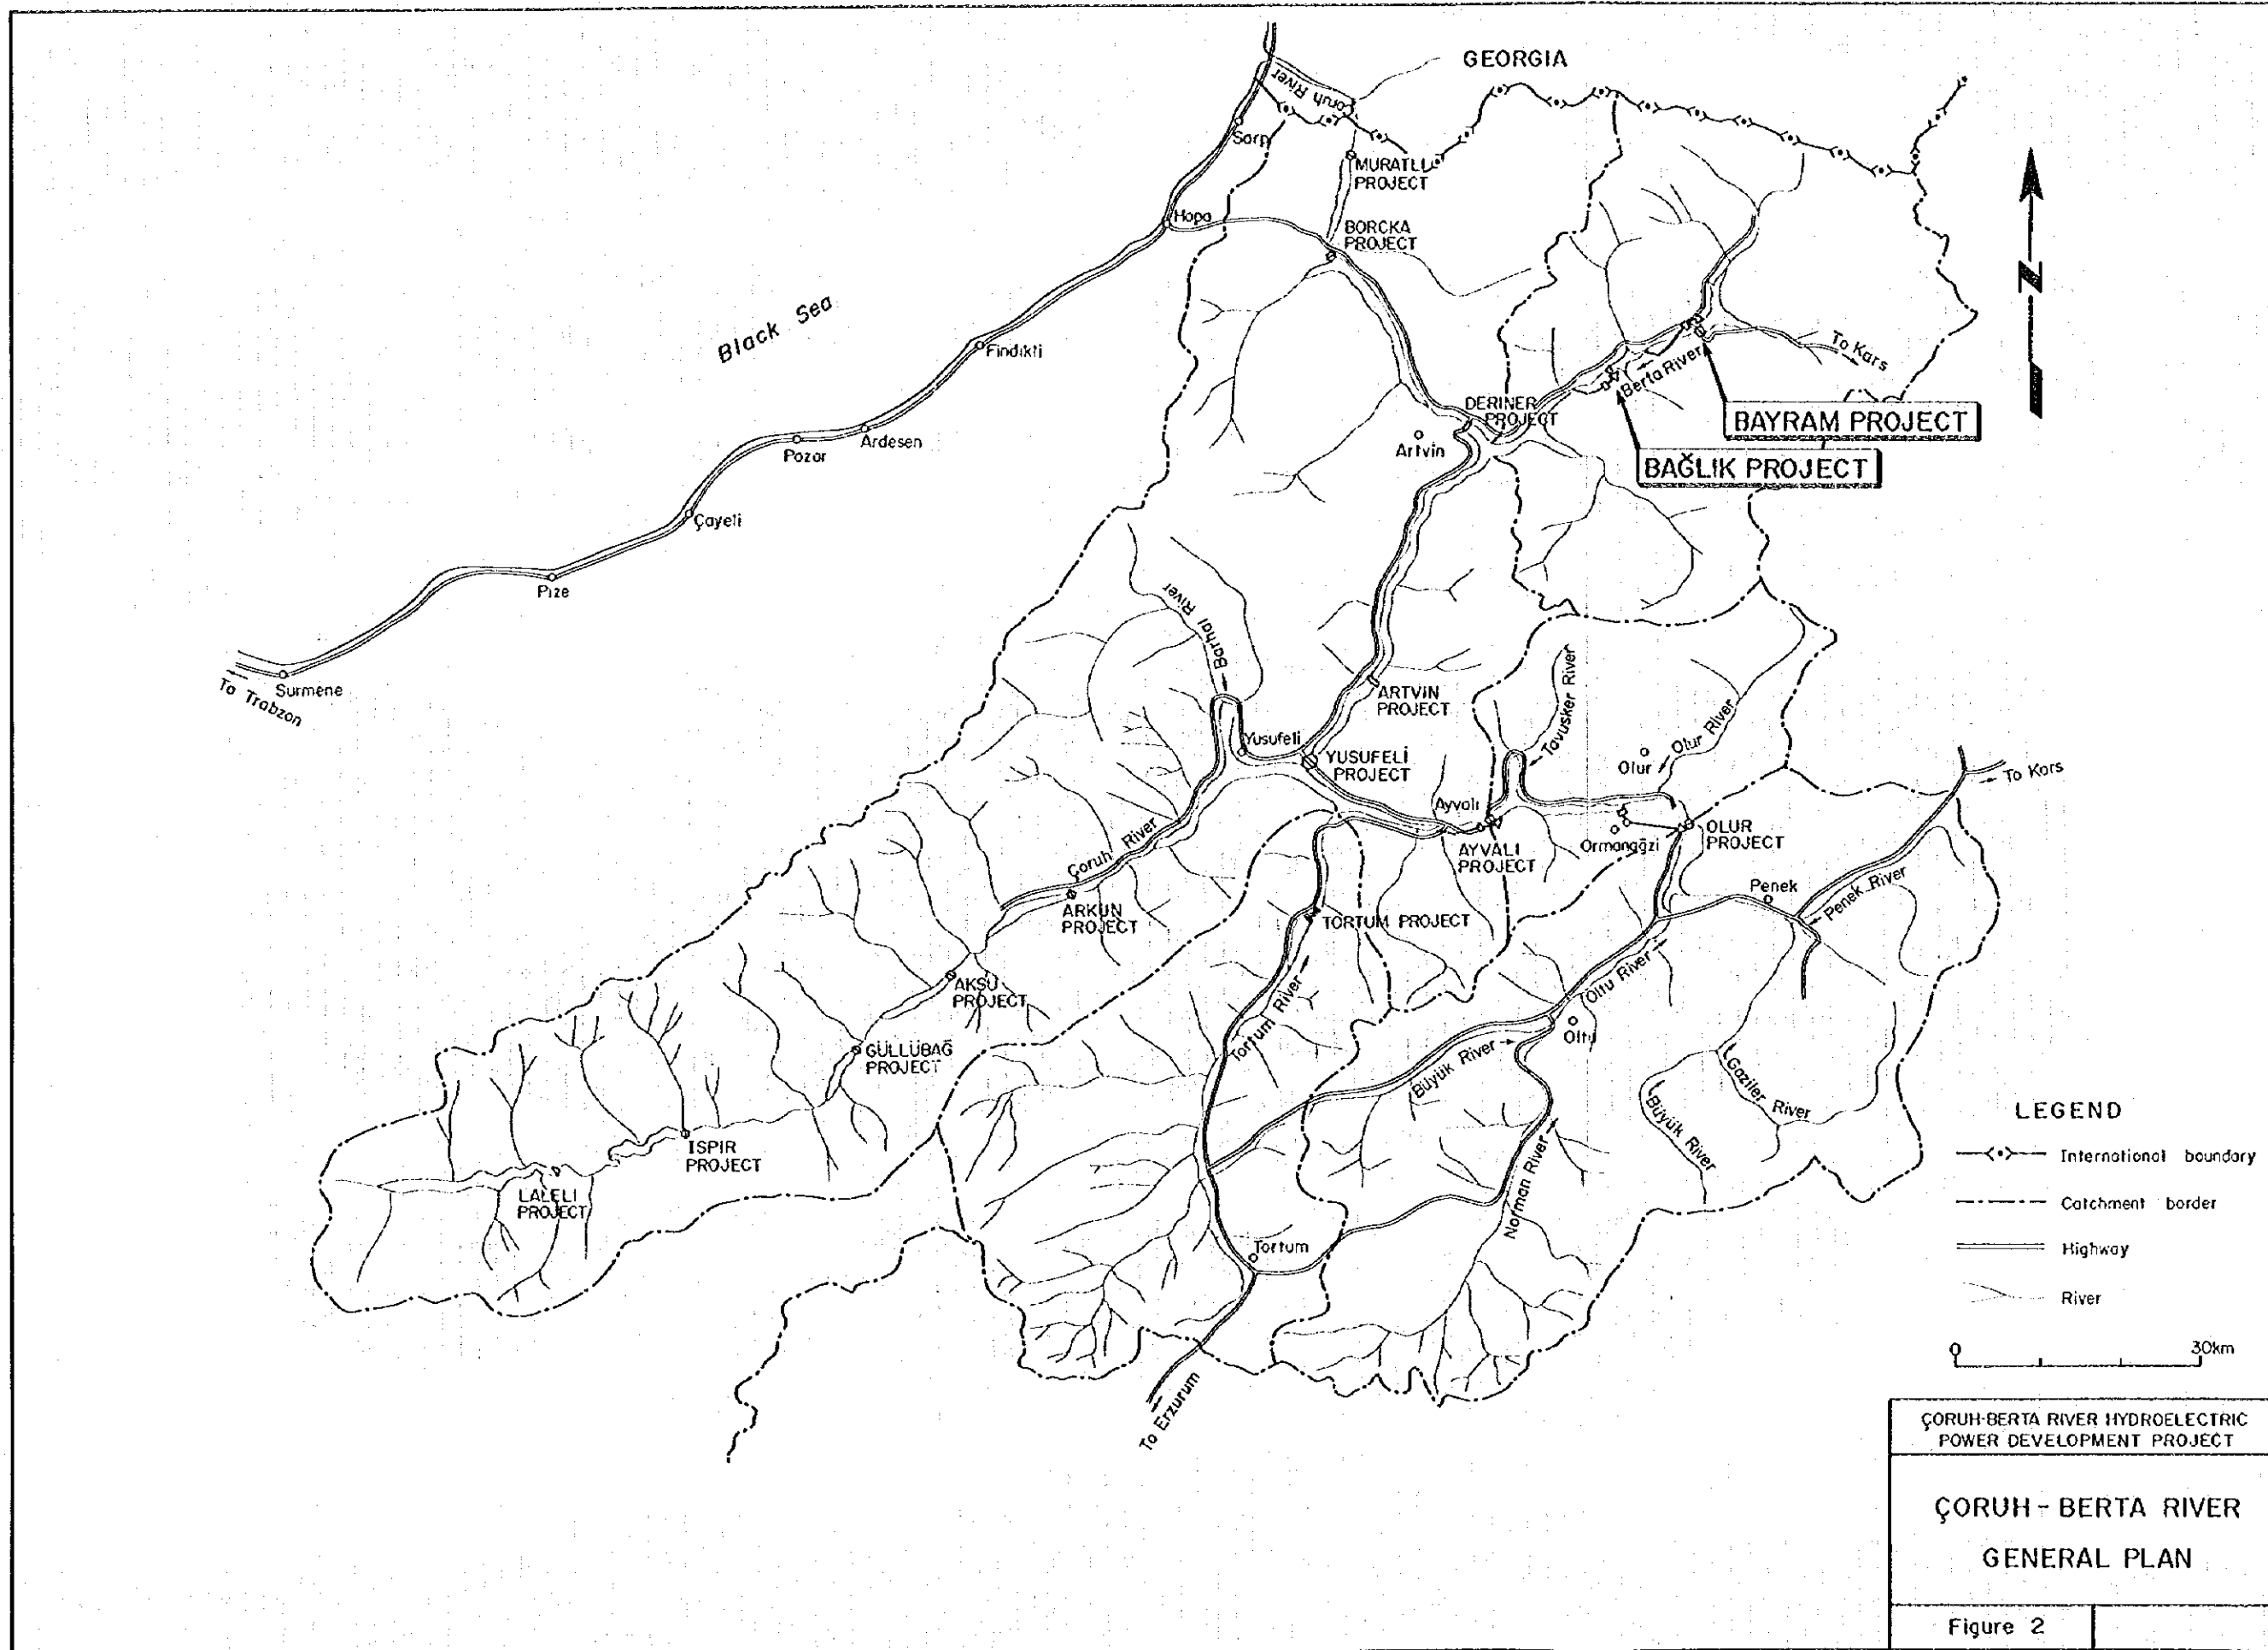 GEORGIA
Çoruh River
Sarp
MURATLI
PROJECT
Hopa
BORCKA
PROJECT
Black Sea
Fındıklı
To Kars
Berta River
DERINER
PROJECT
BAYRAM PROJECT
Artvin
BAĞLIK PROJECT
Ardesen
Pazar
Çayeli
Pize
Barhal River
To Trabzon
Surmene
ARTVIN
PROJECT
Tavusker River
Olur River
Yusufeli
YUSUFELİ
PROJECT
Olur
To Kars
Ayvalı
AYVALI
PROJECT
Ormanağzi
OLUR
PROJECT
Çoruh River
ARKUN
PROJECT
Penek
Penek River
TORTUM PROJECT
AKSU
PROJECT
Oltu River
Oltu
Tortum River
GÜLLÜBAĞ
PROJECT
Büyük River
Gaziler River
Büyük River
ISPIR
PROJECT
LALELI
PROJECT
Norman River
Tortum
To Erzurum
N
LEGEND
International boundary
Catchment border
Highway
River
0 30km
ÇORUH-BERTA RIVER HYDROELECTRIC
POWER DEVELOPMENT PROJECT
ÇORUH - BERTA RIVER
GENERAL PLAN
Figure 2